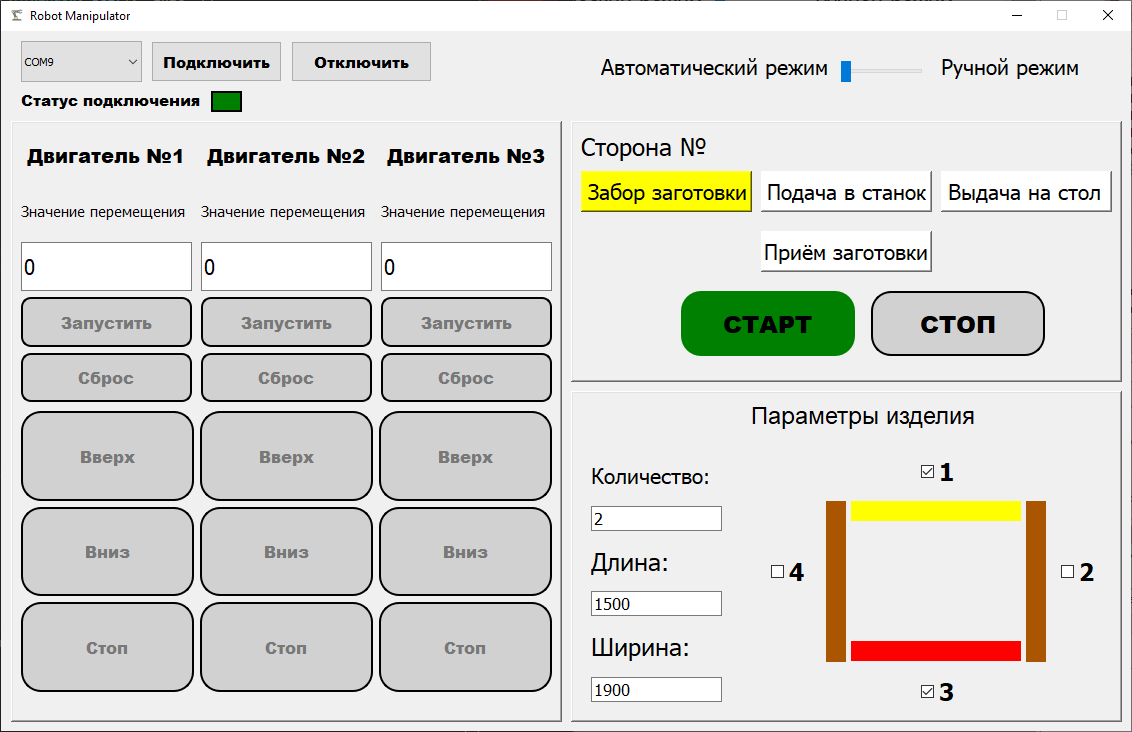 Robot Manipulator
COM9
Подключить
Отключить
Автоматический режим
Ручной режим
Статус подключения
Двигатель №1 Двигатель №2 Двигатель №3
Значение перемещения Значение перемещения Значение перемещения
0 0 0
Запустить Запустить Запустить
Сброс Сброс Сброс
Вверх Вверх Вверх
Вниз Вниз Вниз
Стоп Стоп Стоп
Сторона №
Забор заготовки Подача в станок Выдача на стол
Приём заготовки
СТАРТ СТОП
Параметры изделия
Количество:
2
Длина:
1500
Ширина:
1900
1
4
2
3